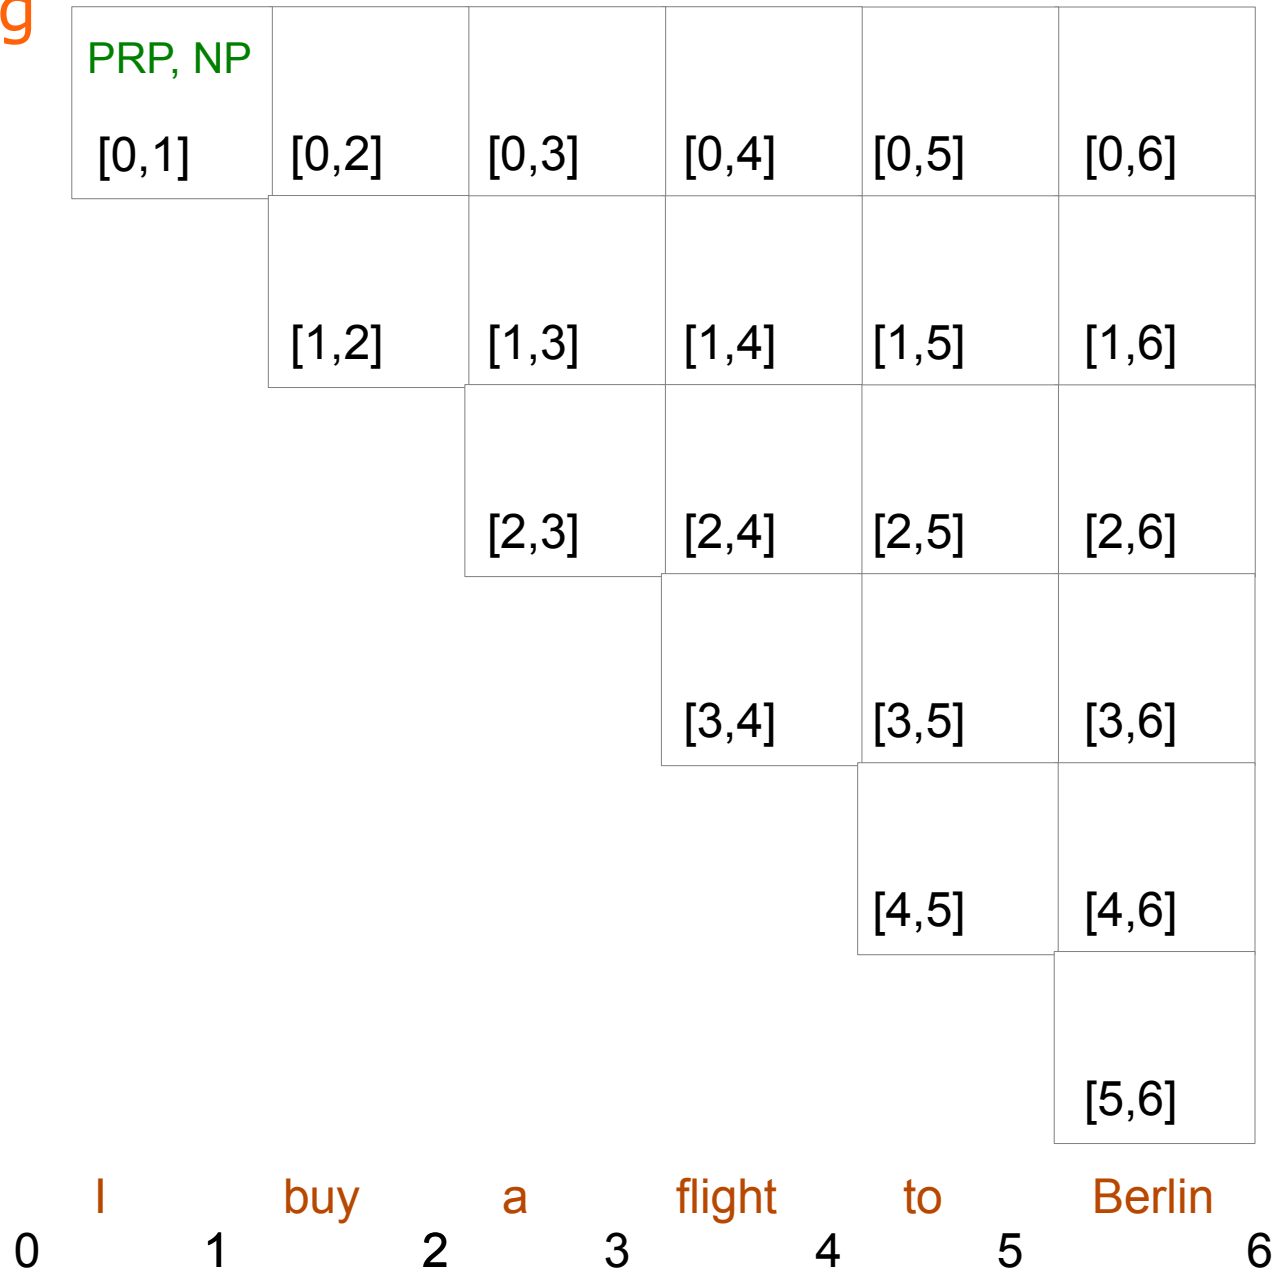 g
PRP, NP
[0,1] [0,2] [0,3] [0,4] [0,5] [0,6]
[1,2] [1,3] [1,4] [1,5] [1,6]
[2,3] [2,4] [2,5] [2,6]
[3,4] [3,5] [3,6]
[4,5] [4,6]
[5,6]
I buy a flight to Berlin
0 1 2 3 4 5 6